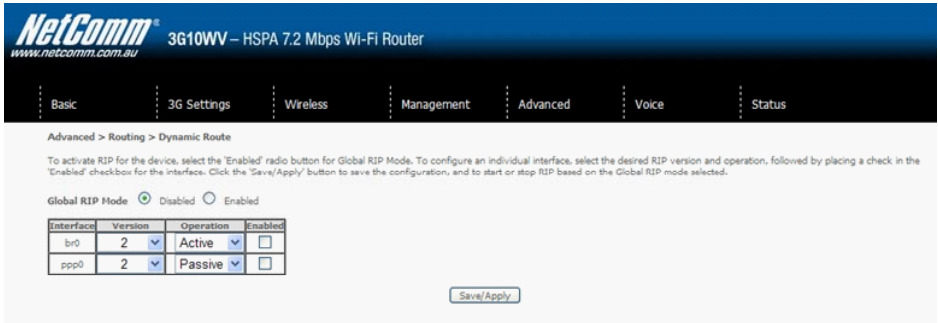 NetComm®
www.netcomm.com.au
3G10WV – HSPA 7.2 Mbps Wi-Fi Router
Basic 3G Settings Wireless Management Advanced Voice Status
Advanced > Routing > Dynamic Route
To activate RIP for the device, select the 'Enabled' radio button for Global RIP Mode. To configure an individual interface, select the desired RIP version and operation, followed by placing a check in the
'Enabled' checkbox for the interface. Click the 'Save/Apply' button to save the configuration, and to start or stop RIP based on the Global RIP mode selected.
Global RIP Mode Disabled Enabled
Interface Version Operation Enabled
br0 2 Active
ppp0 2 Passive
Save/Apply